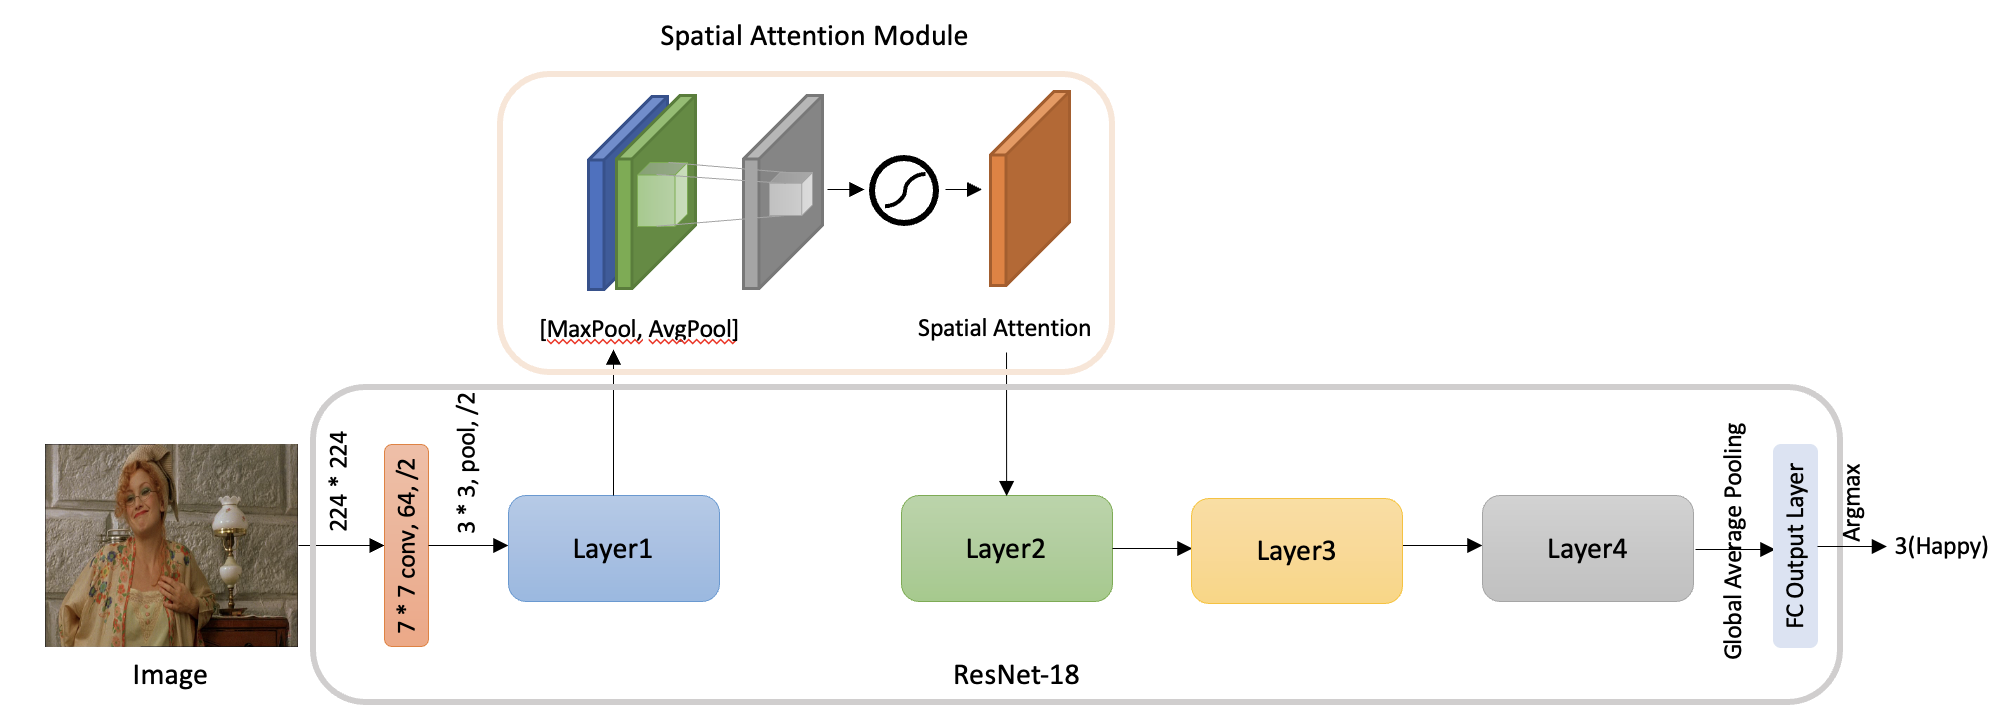 Spatial Attention Module
[MaxPool, AvgPool]
Spatial Attention
224 * 224
7 * 7 conv, 64, /2
3 * 3, pool, /2
Layer1
Layer2
Layer3
Layer4
Global Average Pooling
FC Output Layer
Argmax
3(Happy)
Image
ResNet-18